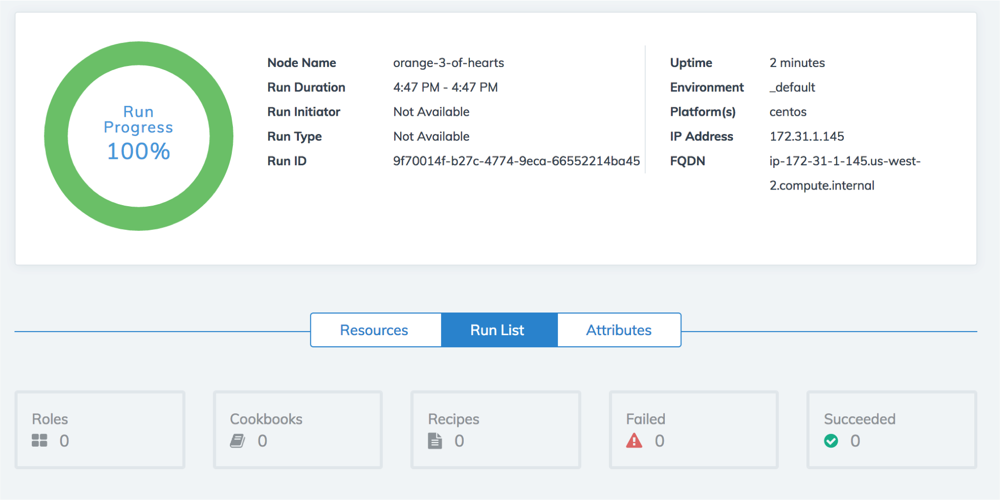 Run
Progress
100%
Node Name orange-3-of-hearts
Run Duration 4:47 PM - 4:47 PM
Run Initiator Not Available
Run Type Not Available
Run ID 9f70014f-b27c-4774-9eca-66552214ba45
Uptime 2 minutes
Environment _default
Platform(s) centos
IP Address 172.31.1.145
FQDN ip-172-31-1-145.us-west-
2.compute.internal
Resources Run List Attributes
Roles
0
Cookbooks
0
Recipes
0
Failed
0
Succeeded
0